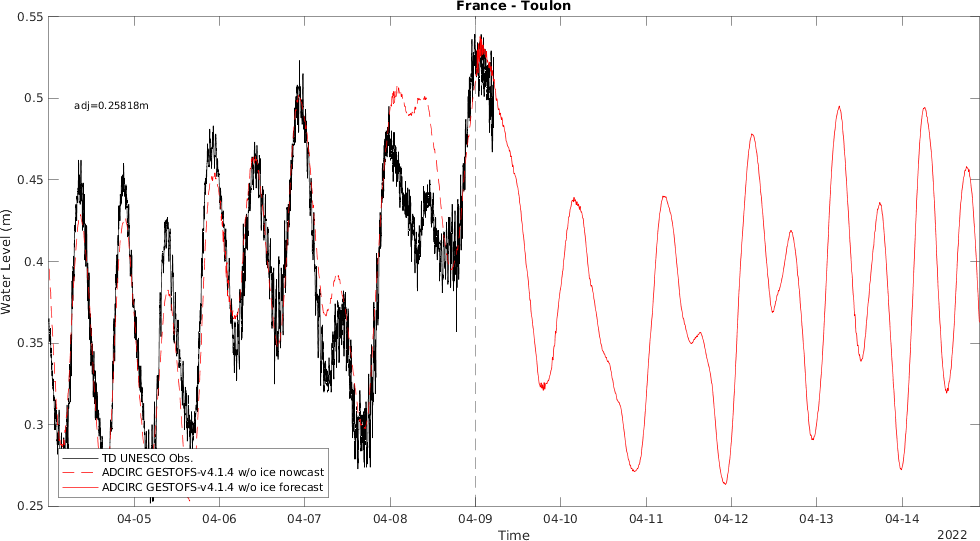 France - Toulon
0.55
0.5
0.45
0.4
0.35
0.3
0.25
Water Level (m)
adj=0.25818m
TD UNESCO Obs.
ADCIRC GESTOFS-v4.1.4 w/o ice nowcast
ADCIRC GESTOFS-v4.1.4 w/o ice forecast
04-05 04-06 04-07 04-08 04-09 04-10 04-11 04-12 04-13 04-14
Time
2022